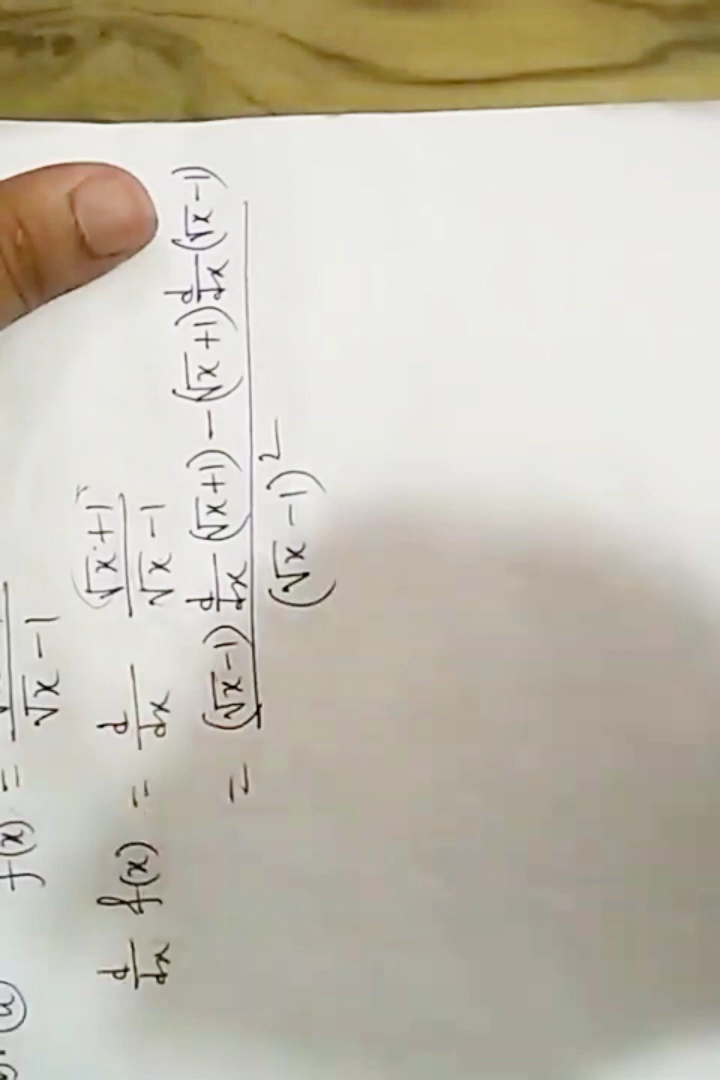 f(x) = / √x - 1
d/dx f(x) = d/dx (√x + 1 / √x - 1
= (√x - 1) d/dx (√x + 1) - (√x + 1) d/dx (√x - 1) / (√x - 1)²